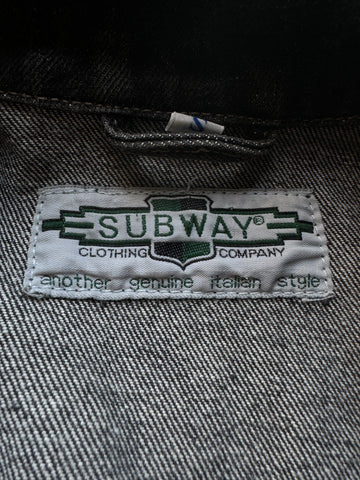 SUBWAY®
CLOTHING COMPANY
another genuine italian style